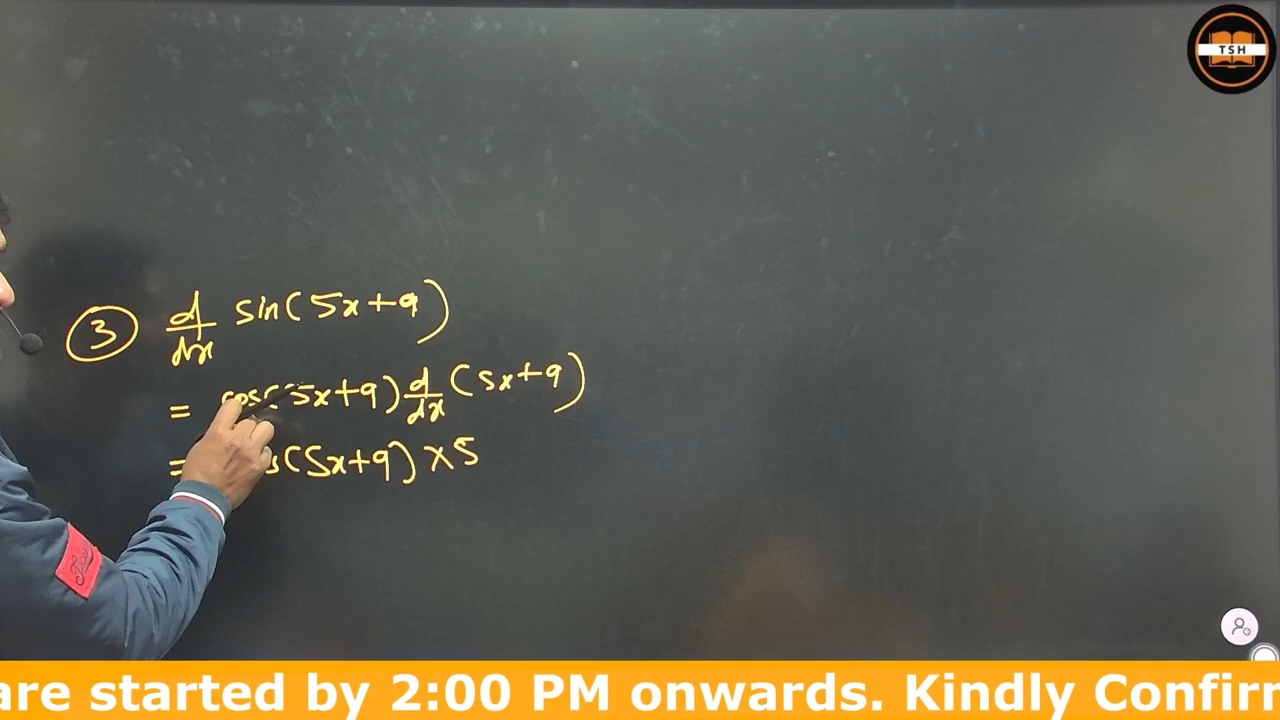 TSH
③ d/dx sin(5x+9)
= cos(5x+9) d/dx (5x+9)
= cos(5x+9) × 5
are started by 2:00 PM onwards. Kindly Confirm